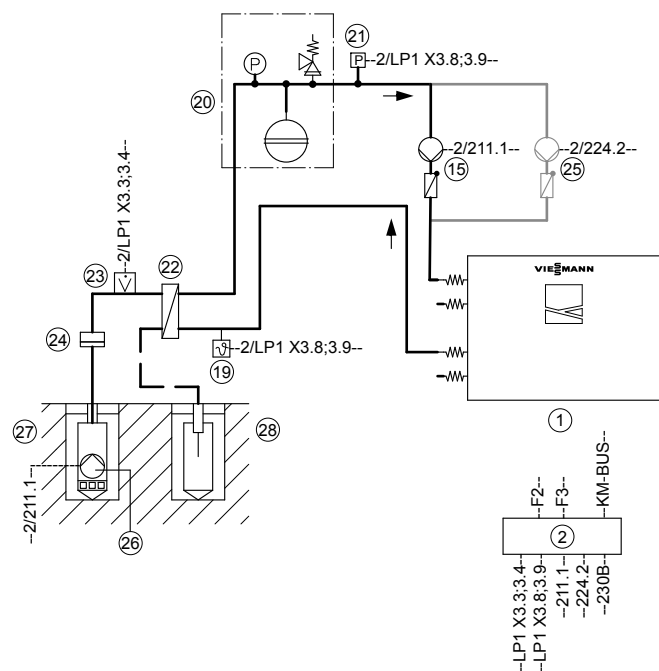 21
P
P
--2/LP1 X3.8;3.9--
20
--2/211.1--
--2/224.2--
15
25
--2/LP1 X3.3;3.4--
22
23
VIESMANN
24
ϑ
--2/LP1 X3.8;3.9--
19
1
27
28
--2/211.1--
26
--F2--
--F3--
--KM-BUS--
2
--LP1 X3.3;3.4
--LP1 X3.8;3.9
--211.1--
--224.2--
--230B--